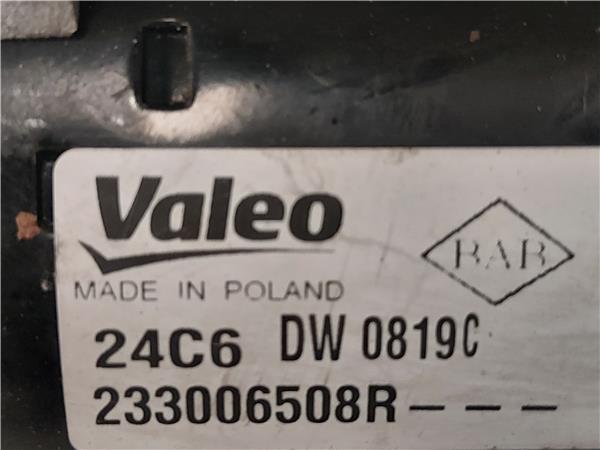 Valeo
RAR
MADE IN POLAND
24C6 DW 0819C
233006508R---